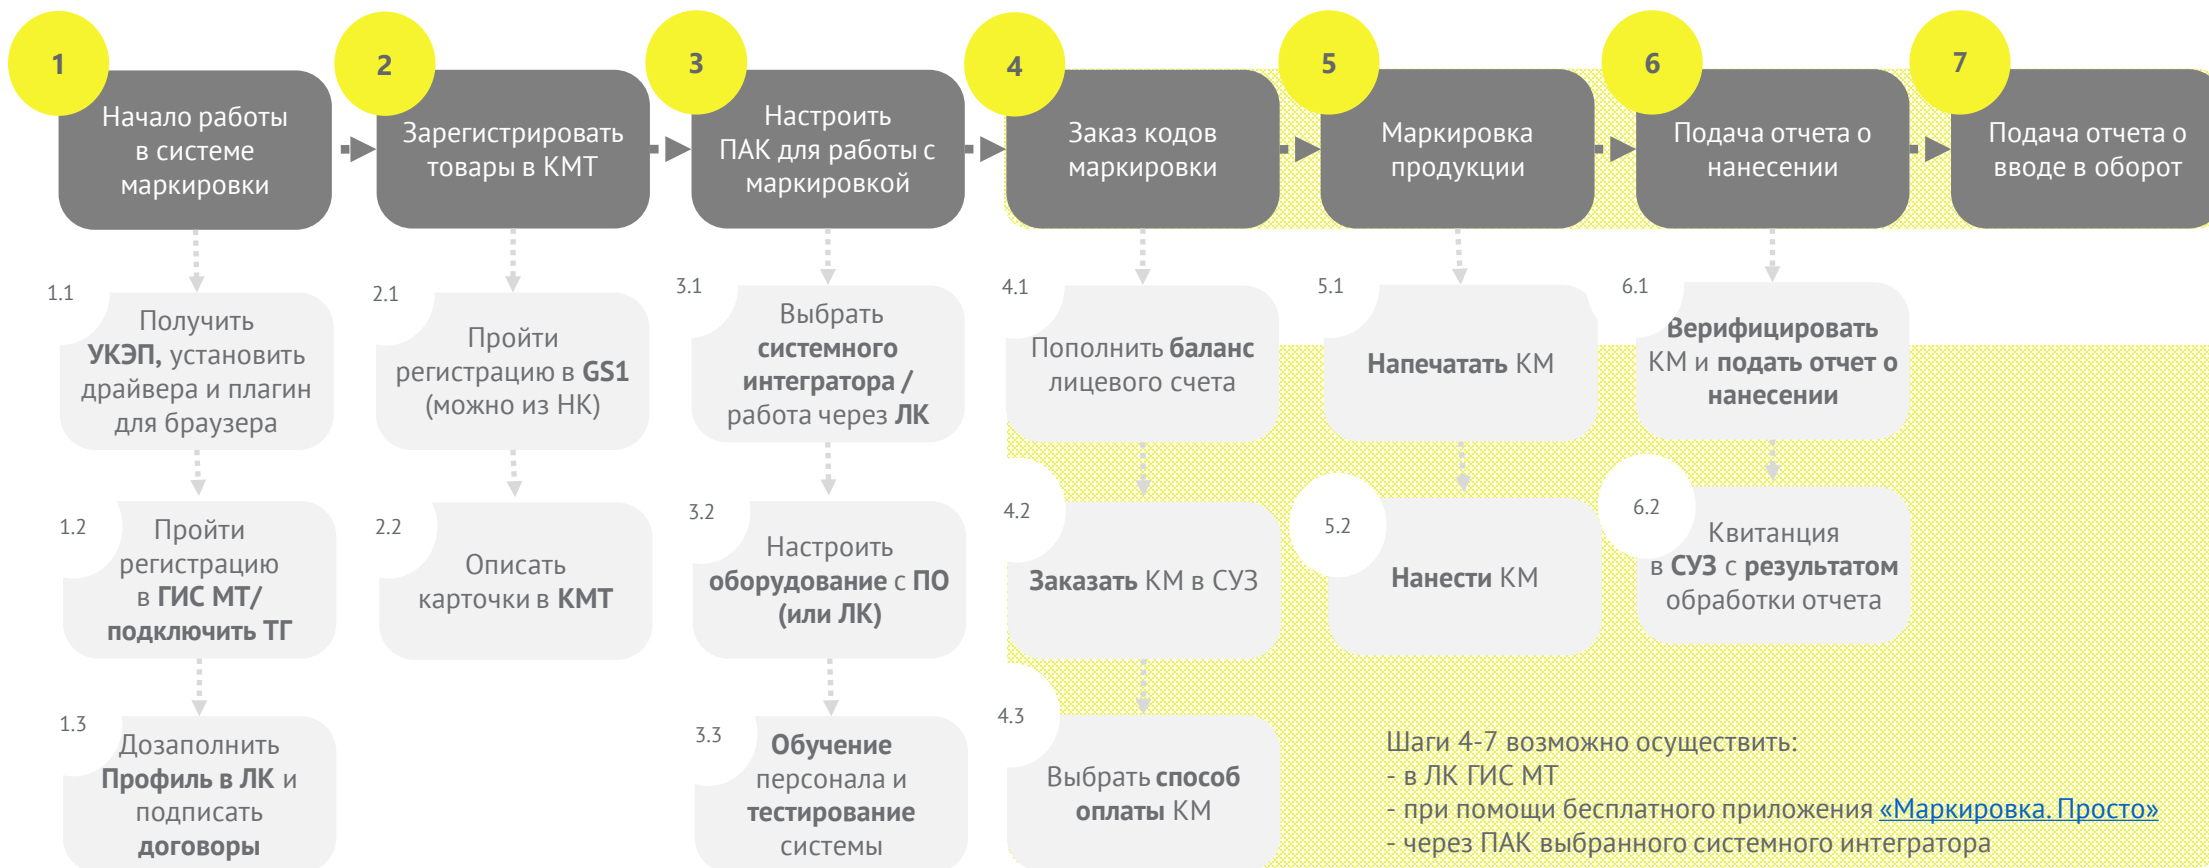 1
Начало работы
в системе
маркировки
2
Зарегистрировать
товары в КМТ
3
Настроить
ПАК для работы с
маркировкой
4
Заказ кодов
маркировки
5
Маркировка
продукции
6
Подача отчета о
нанесении
7
Подача отчета о
вводе в оборот
1.1
Получить
УКЭП, установить
драйвера и плагин
для браузера
1.2
Пройти
регистрацию
в ГИС МТ/
подключить ТГ
1.3
Дозаполнить
Профиль в ЛК и
подписать
договоры
2.1
Пройти
регистрацию в GS1
(можно из НК)
2.2
Описать
карточки в КМТ
3.1
Выбрать
системного
интегратора /
работа через ЛК
3.2
Настроить
оборудование с ПО
(или ЛК)
3.3
Обучение
персонала и
тестирование
системы
4.1
Пополнить баланс
лицевого счета
4.2
Заказать КМ в СУЗ
4.3
Выбрать способ
оплаты КМ
5.1
Напечатать КМ
5.2
Нанести КМ
6.1
Верифицировать
КМ и подать отчет о
нанесении
6.2
Квитанция
в СУЗ с результатом
обработки отчета
Шаги 4-7 возможно осуществить:
- в ЛК ГИС МТ
- при помощи бесплатного приложения «Маркировка. Просто»
- через ПАК выбранного системного интегратора